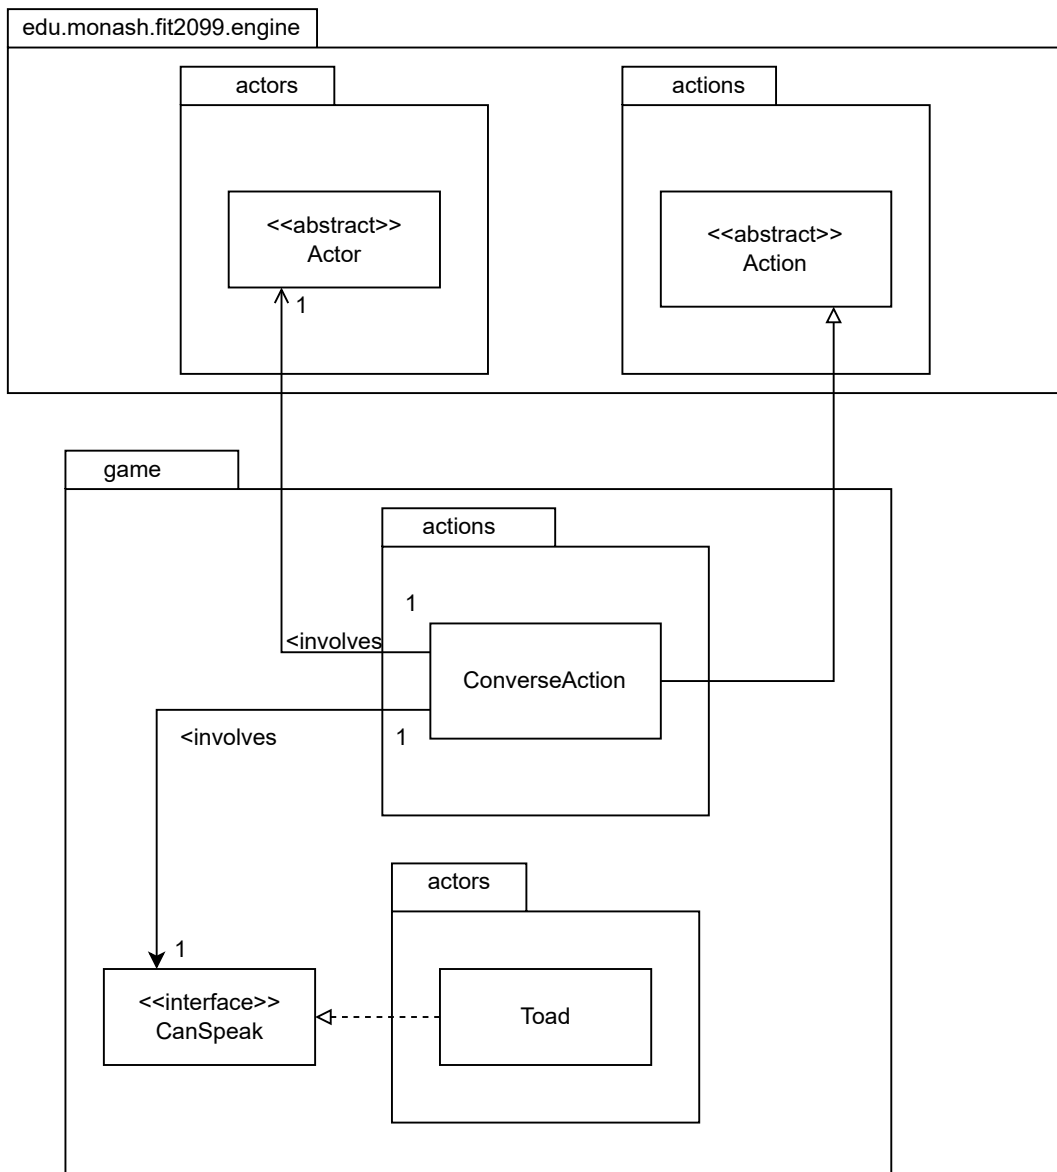 edu.monash.fit2099.engine
actors
actions
<<abstract>>
Actor
<<abstract>>
Action
1
game
actions
1
<involves
ConverseAction
<involves
1
actors
1
<<interface>>
CanSpeak
Toad